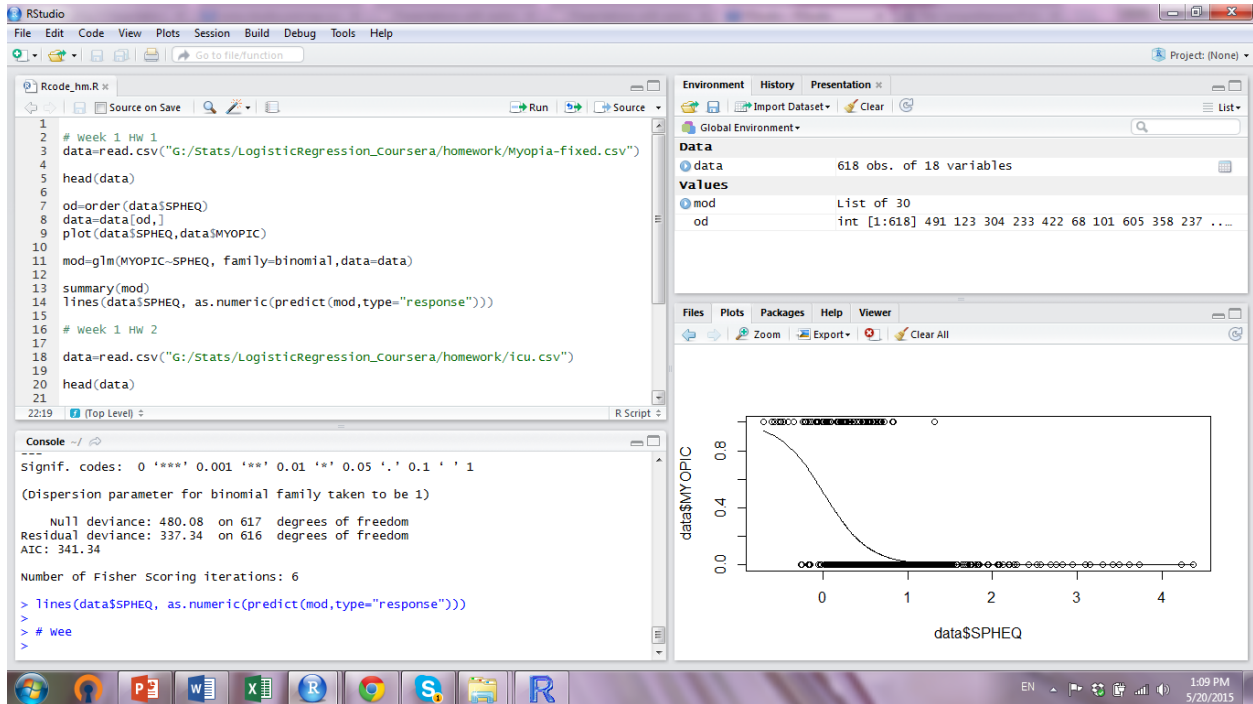 RStudio
File Edit Code View Plots Session Build Debug Tools Help
Go to file/function
Project: (None)
Rcode_hm.R
Source on Save
Run
Source
1
2 # Week 1 HW 1
3 data=read.csv("G:/Stats/LogisticRegression_Coursera/homework/Myopia-fixed.csv")
4
5 head(data)
6
7 od=order(data$SPHEQ)
8 data=data[od,]
9 plot(data$SPHEQ,data$MYOPIC)
10
11 mod=glm(MYOPIC~SPHEQ, family=binomial,data=data)
12
13 summary(mod)
14 lines(data$SPHEQ, as.numeric(predict(mod,type="response")))
15
16 # Week 1 HW 2
17
18 data=read.csv("G:/Stats/LogisticRegression_Coursera/homework/icu.csv")
19
20 head(data)
21
22:19 (Top Level) R Script
Console ~/
---
Signif. codes: 0 ‘***’ 0.001 ‘**’ 0.01 ‘*’ 0.05 ‘.’ 0.1 ‘ ’ 1
(Dispersion parameter for binomial family taken to be 1)
Null deviance: 480.08 on 617 degrees of freedom
Residual deviance: 337.34 on 616 degrees of freedom
AIC: 341.34
Number of Fisher Scoring iterations: 6
> lines(data$SPHEQ, as.numeric(predict(mod,type="response")))
>
> # Wee
>
Environment History Presentation
Import Dataset Clear List
Global Environment
Data
data 618 obs. of 18 variables
Values
mod List of 30
od int [1:618] 491 123 304 233 422 68 101 605 358 237 ...
Files Plots Packages Help Viewer
Zoom Export Clear All
data$MYOPIC
0.8
0.4
0.0
0 1 2 3 4
data$SPHEQ
EN
1:09 PM
5/20/2015